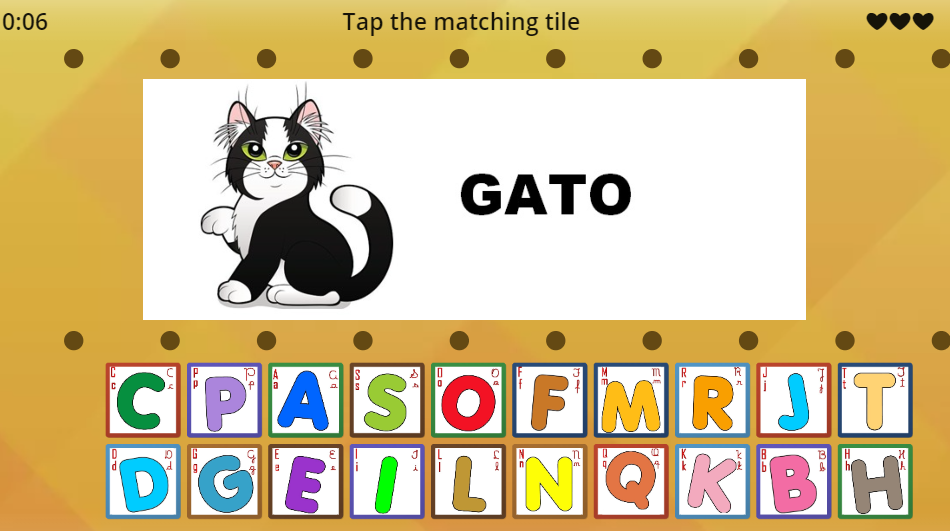 0:06
Tap the matching tile
GATO
C P A S O F M R J T
D G E I L N Q K B H